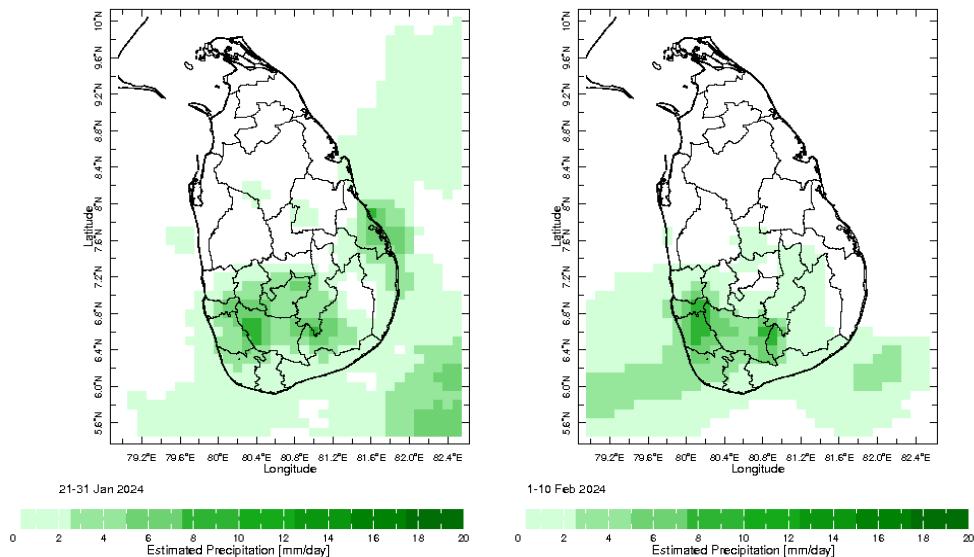 10°N
9.6°N
9.2°N
8.8°N
8.4°N
8°N
7.6°N
7.2°N
6.8°N
6.4°N
6.0°N
5.6°N
Latitude
79.2°E 79.6°E 80°E 80.4°E 80.8°E 81.2°E 81.6°E 82.0°E 82.4°E
Longitude
21-31 Jan 2024
0 2 4 6 8 10 12 14 16 18 20
Estimated Precipitation [mm/day]
10°N
9.6°N
9.2°N
8.8°N
8.4°N
8°N
7.6°N
7.2°N
6.8°N
6.4°N
6.0°N
5.6°N
Latitude
79.2°E 79.6°E 80°E 80.4°E 80.8°E 81.2°E 81.6°E 82.0°E 82.4°E
Longitude
1-10 Feb 2024
0 2 4 6 8 10 12 14 16 18 20
Estimated Precipitation [mm/day]